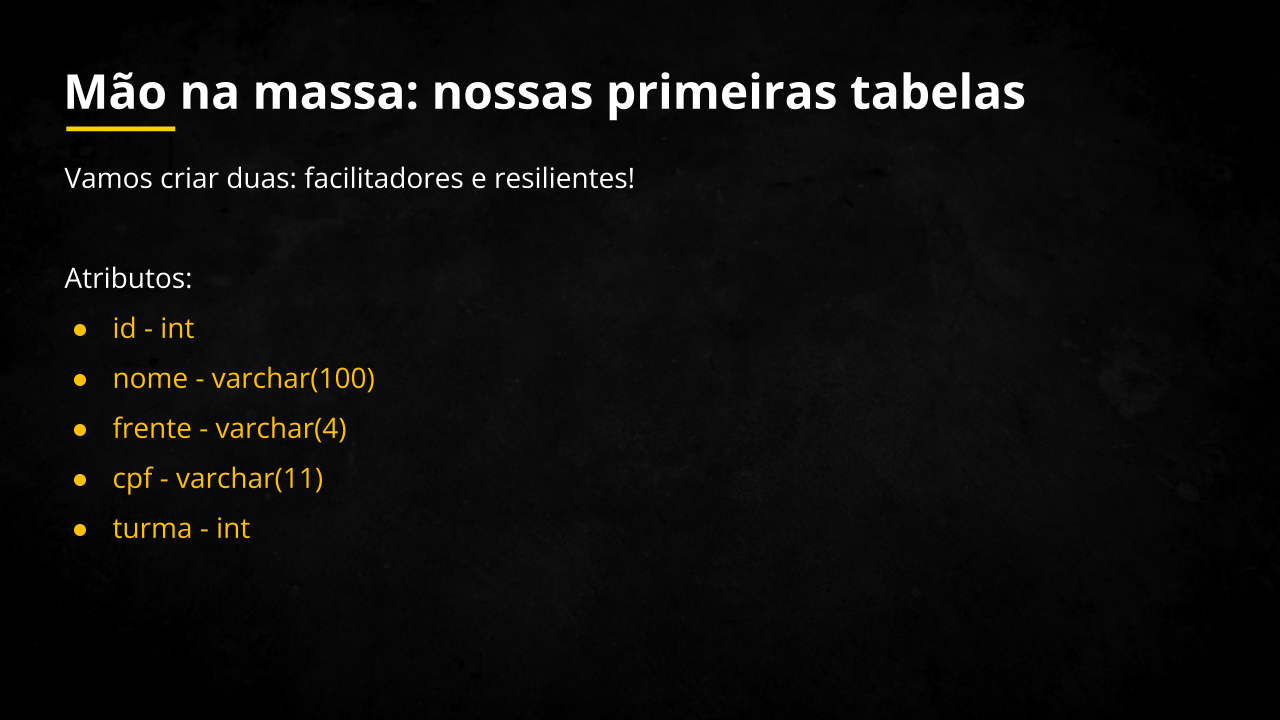 Mão na massa: nossas primeiras tabelas
Vamos criar duas: facilitadores e resilientes!
Atributos:
● id - int
● nome - varchar(100)
● frente - varchar(4)
● cpf - varchar(11)
● turma - int